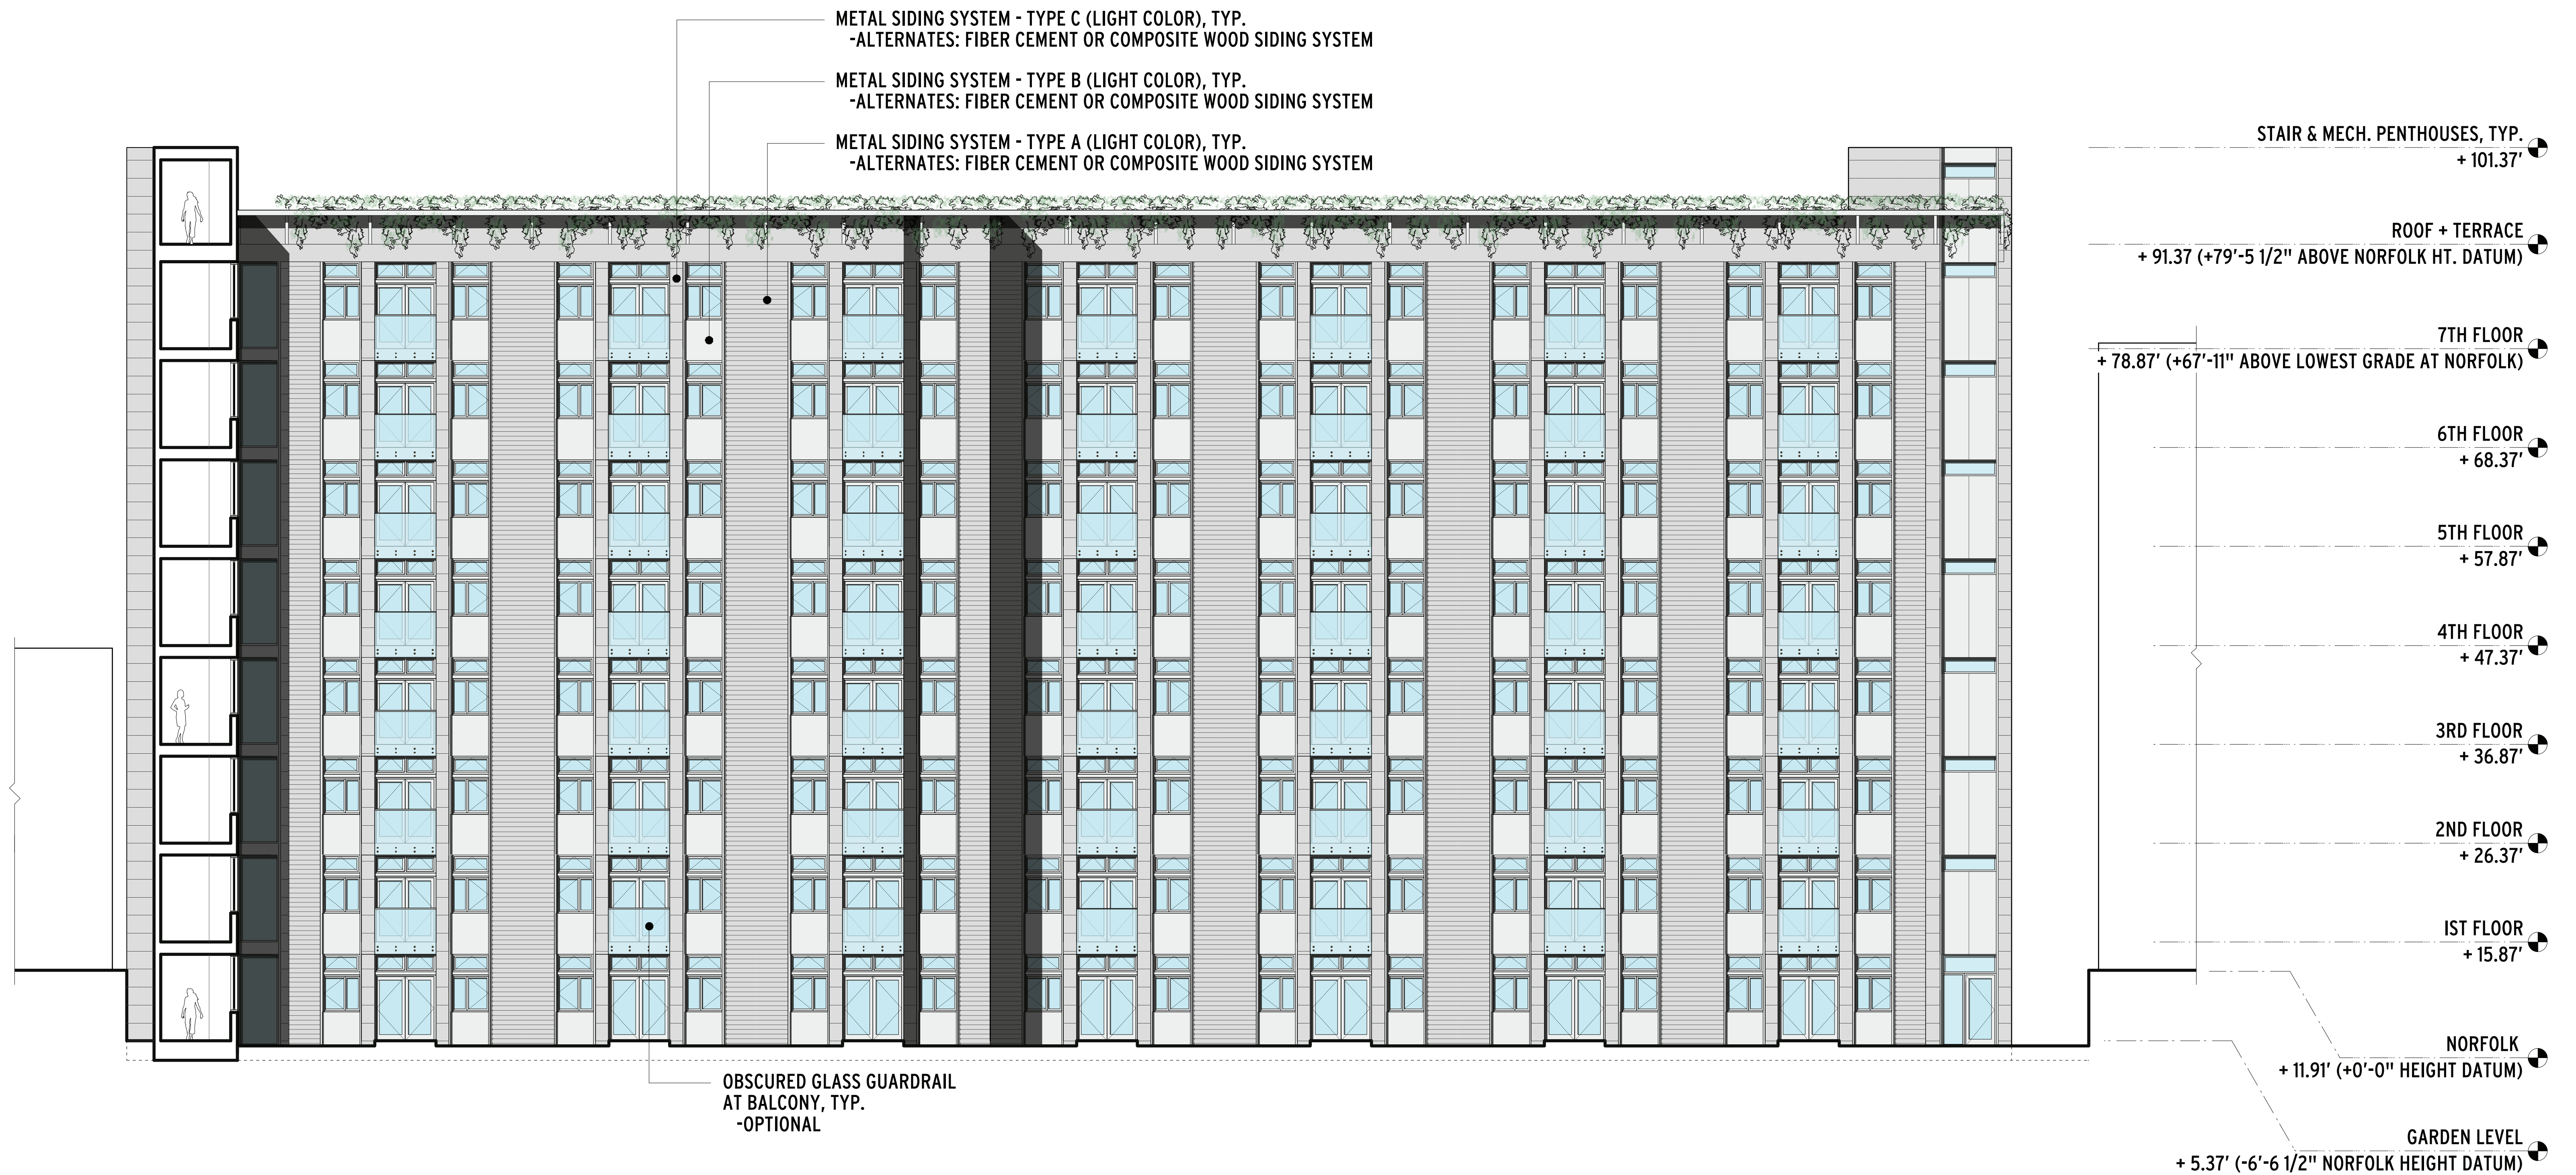 METAL SIDING SYSTEM - TYPE C (LIGHT COLOR), TYP.
-ALTERNATES: FIBER CEMENT OR COMPOSITE WOOD SIDING SYSTEM
METAL SIDING SYSTEM - TYPE B (LIGHT COLOR), TYP.
-ALTERNATES: FIBER CEMENT OR COMPOSITE WOOD SIDING SYSTEM
METAL SIDING SYSTEM - TYPE A (LIGHT COLOR), TYP.
-ALTERNATES: FIBER CEMENT OR COMPOSITE WOOD SIDING SYSTEM
STAIR & MECH. PENTHOUSES, TYP.
+ 101.37'
ROOF + TERRACE
+ 91.37 (+79'-5 1/2" ABOVE NORFOLK HT. DATUM)
7TH FLOOR
+ 78.87' (+67'-11" ABOVE LOWEST GRADE AT NORFOLK)
6TH FLOOR
+ 68.37'
5TH FLOOR
+ 57.87'
4TH FLOOR
+ 47.37'
3RD FLOOR
+ 36.87'
2ND FLOOR
+ 26.37'
1ST FLOOR
+ 15.87'
NORFOLK
+ 11.91' (+0'-0" HEIGHT DATUM)
GARDEN LEVEL
+ 5.37' (-6'-6 1/2" NORFOLK HEIGHT DATUM)
OBSCURED GLASS GUARDRAIL
AT BALCONY, TYP.
-OPTIONAL